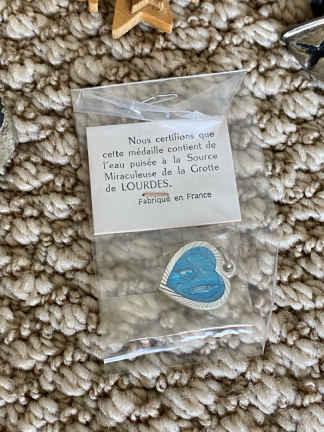 Nous certifions que
cette médaille contient de
l'eau puisée à la Source
Miraculeuse de la Grotte
de LOURDES.
Fabriqué en France